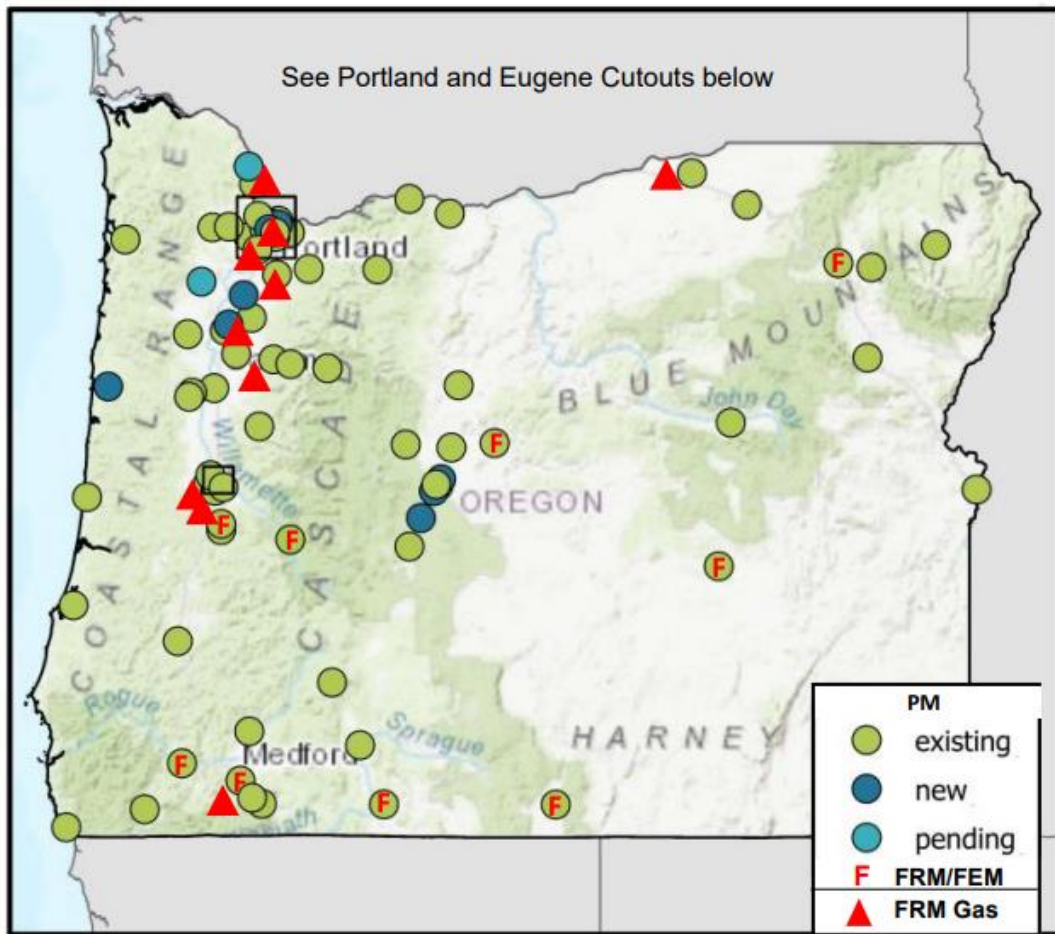 See Portland and Eugene Cutouts below
COASTAL RANGE
CASCADE
Portland
BLUE MOUNTAINS
John Day
Willamette
OREGON
Rogue
Medford
Sprague
HARNEY
F
F
F
F
F
F
F
F
F
PM
existing
new
pending
F FRM/FEM
FRM Gas